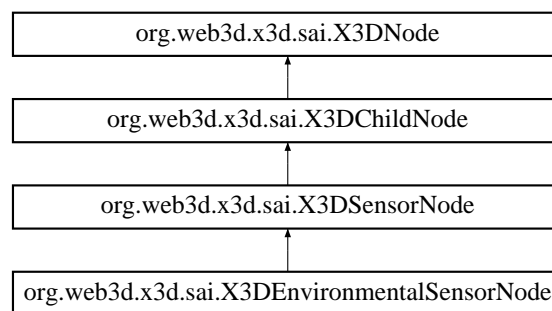 org.web3d.x3d.sai.X3DNode
org.web3d.x3d.sai.X3DChildNode
org.web3d.x3d.sai.X3DSensorNode
org.web3d.x3d.sai.X3DEnvironmentalSensorNode